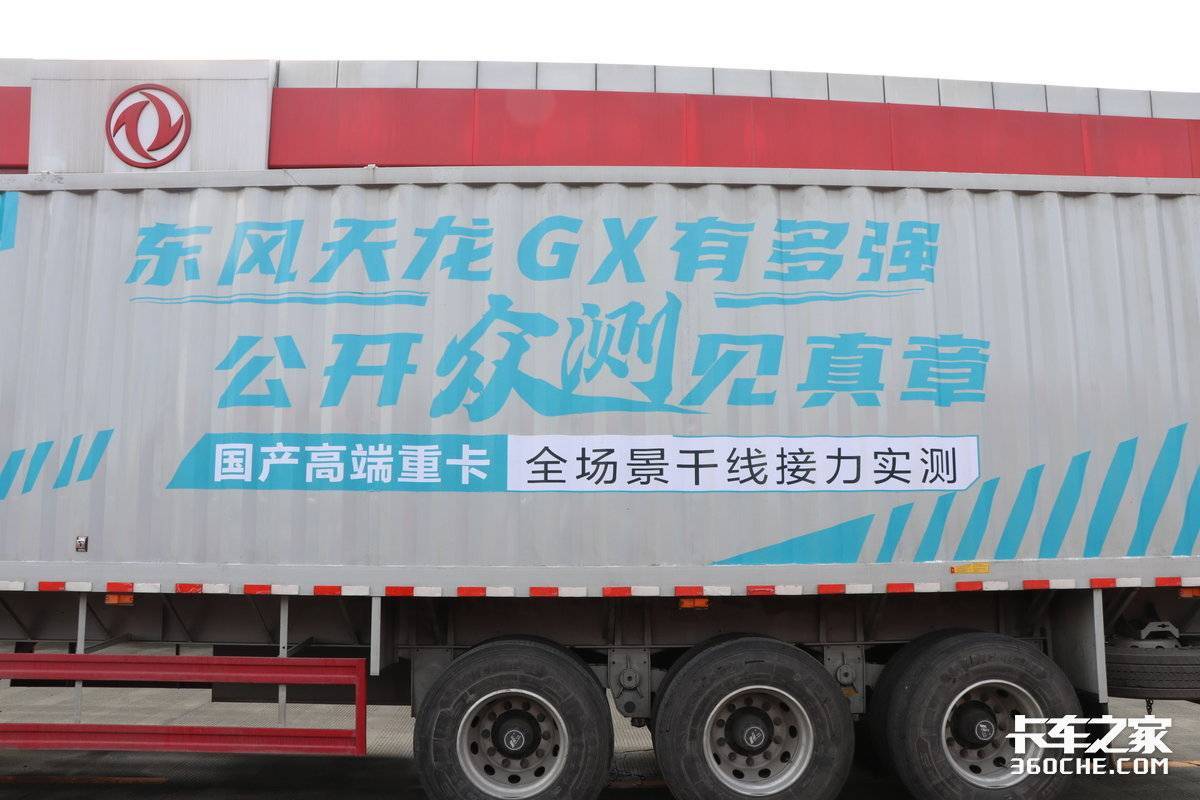 东风天龙GX有多强
公开众测见真章
国产高端重卡 全场景干线接力实测
卡车之家
360CHE.COM